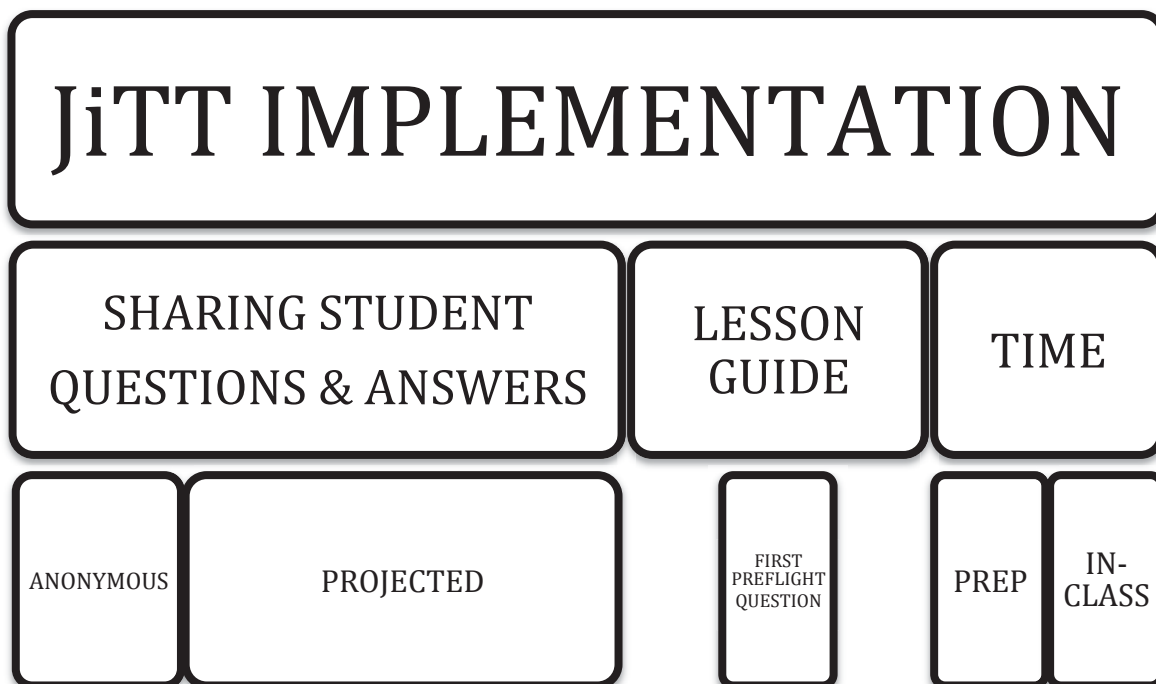 JiTT IMPLEMENTATION
SHARING STUDENT
QUESTIONS & ANSWERS
LESSON
GUIDE
TIME
ANONYMOUS
PROJECTED
FIRST
PREFLIGHT
QUESTION
PREP
IN-
CLASS